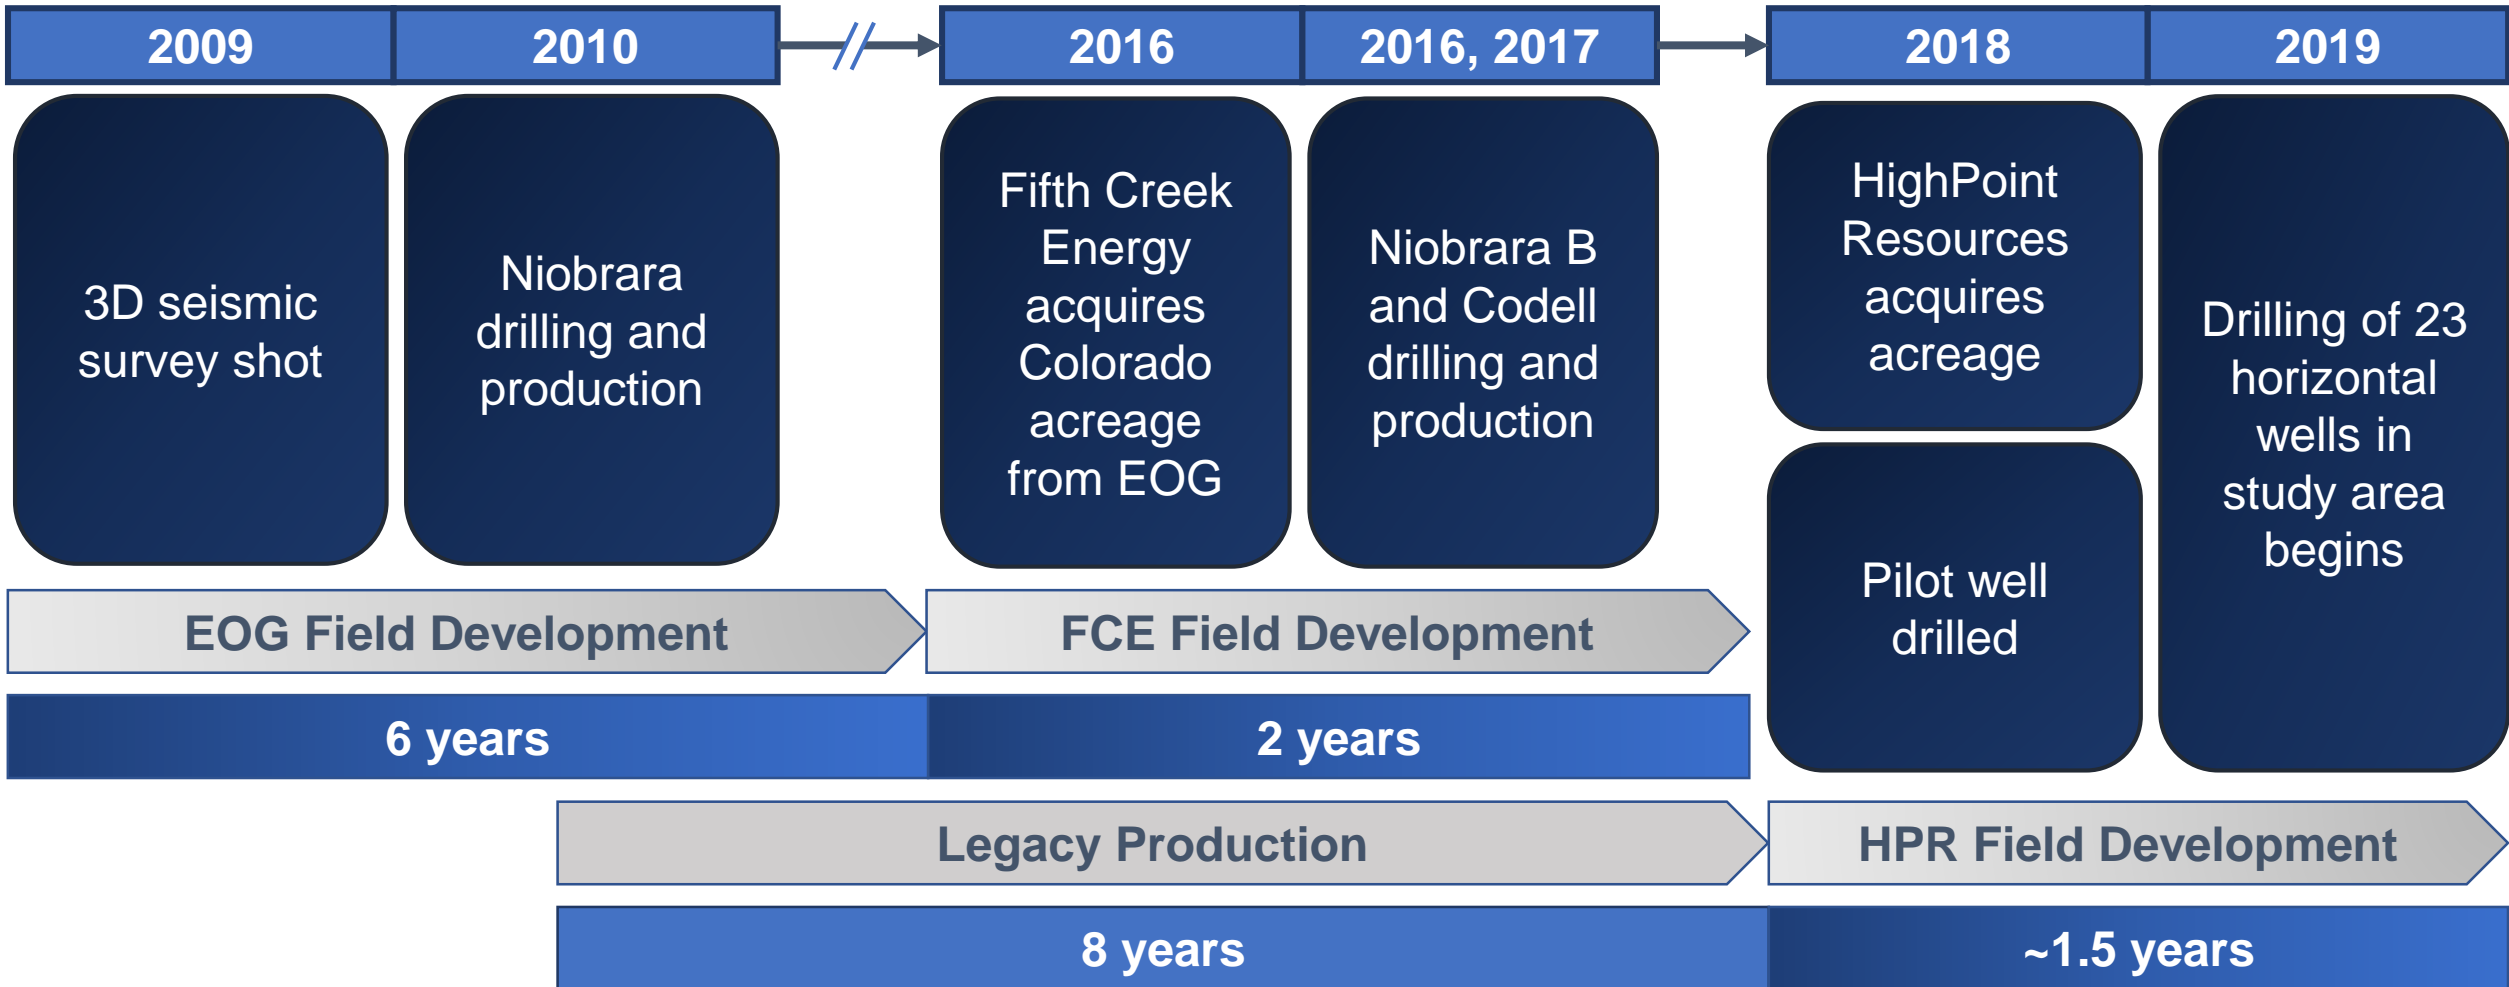 2009
2010
2016
2016, 2017
2018
2019
3D seismic
survey shot
Niobrara
drilling and
production
Fifth Creek
Energy
acquires
Colorado
acreage
from EOG
Niobrara B
and Codell
drilling and
production
HighPoint
Resources
acquires
acreage
Pilot well
drilled
Drilling of 23
horizontal
wells in
study area
begins
EOG Field Development
FCE Field Development
6 years
2 years
Legacy Production
HPR Field Development
8 years
~1.5 years